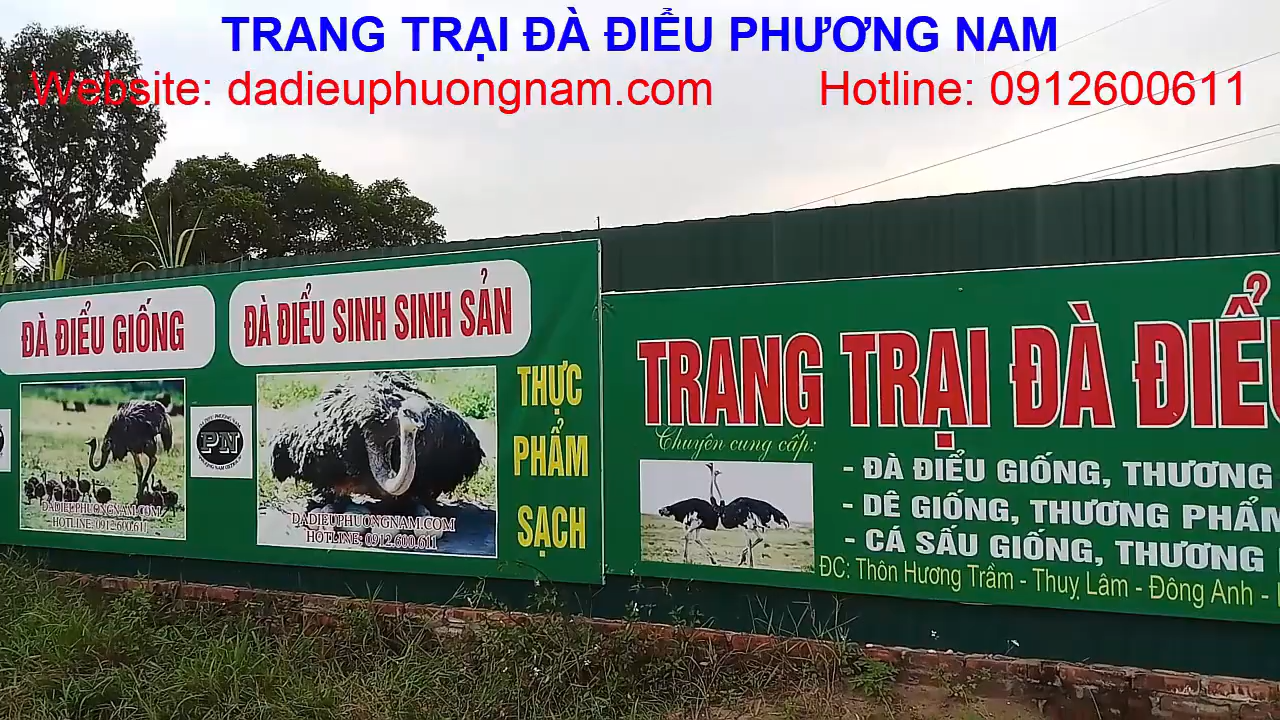 TRANG TRẠI ĐÀ ĐIỂU PHƯƠNG NAM
Website: dadieuphuongnam.com Hotline: 0912600611
ĐÀ ĐIỂU GIỐNG
ĐÀ ĐIỂU SINH SINH SẢN
DADIEUPHUONGNAM.COM
HOTLINE: 0912.600.611
PN
DADIEUPHUONGNAM.COM
HOTLINE: 0912.600.611
THỰC
PHẨM
SẠCH
TRANG TRẠI ĐÀ ĐIỂU
Chuyên cung cấp:
- ĐÀ ĐIỂU GIỐNG, THƯƠNG
- DÊ GIỐNG, THƯƠNG PHẨM
- CÁ SẤU GIỐNG, THƯƠNG
ĐC: Thôn Hương Trầm - Thuỵ Lâm - Đông Anh -